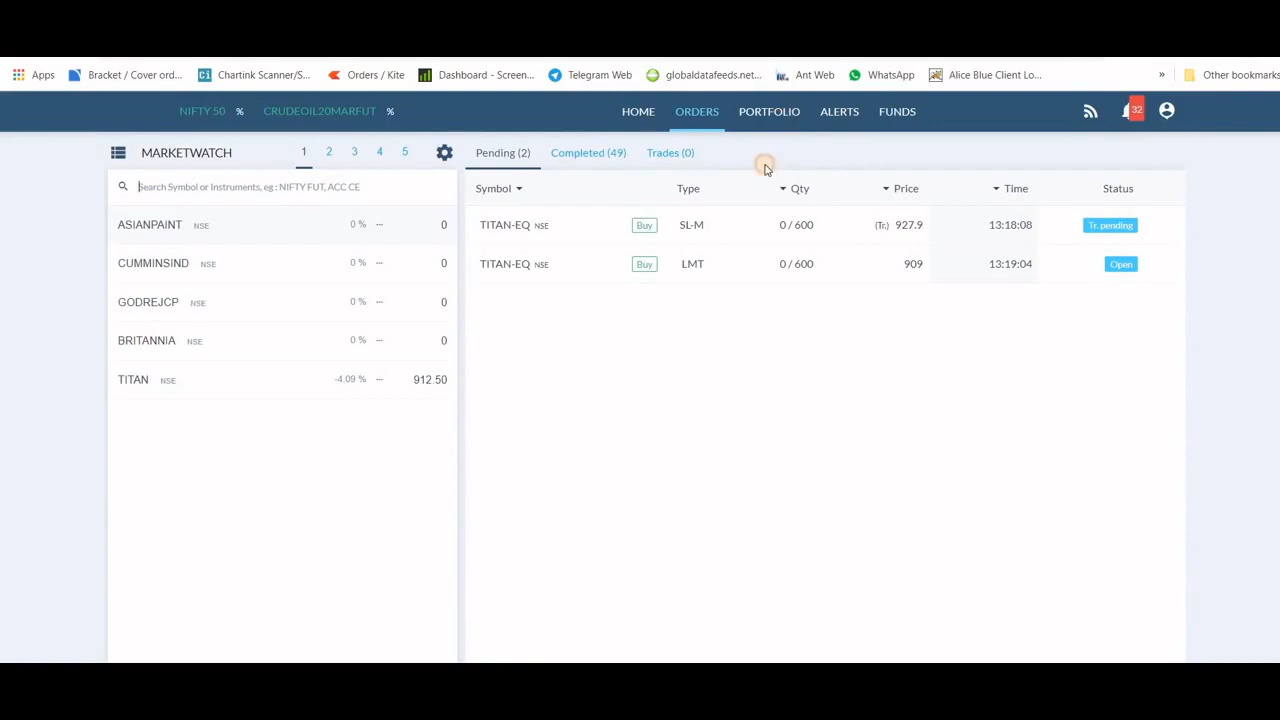 Apps Bracket / Cover ord... Chartink Scanner/S... Orders / Kite Dashboard - Screen... Telegram Web globaldatafeeds.net... Ant Web WhatsApp Alice Blue Client Lo... » Other bookmarks
NIFTY 50 % CRUDEOIL20MARFUT % HOME ORDERS PORTFOLIO ALERTS FUNDS 32
MARKETWATCH 1 2 3 4 5 Pending (2) Completed (49) Trades (0)
Search Symbol or Instruments, eg : NIFTY FUT, ACC CE Symbol Type Qty Price Time Status
ASIANPAINT NSE 0 % 0 TITAN-EQ NSE Buy SL-M 0 / 600 (Tr.) 927.9 13:18:08 Tr. pending
CUMMINSIND NSE 0 % 0 TITAN-EQ NSE Buy LMT 0 / 600 909 13:19:04 Open
GODREJCP NSE 0 % 0
BRITANNIA NSE 0 % 0
TITAN NSE -4.09 % 912.50